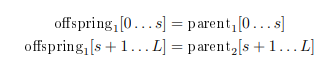 offspring₁[0...s] = parent₁[0...s]
offspring₁[s+1...L] = parent₂[s+1...L]